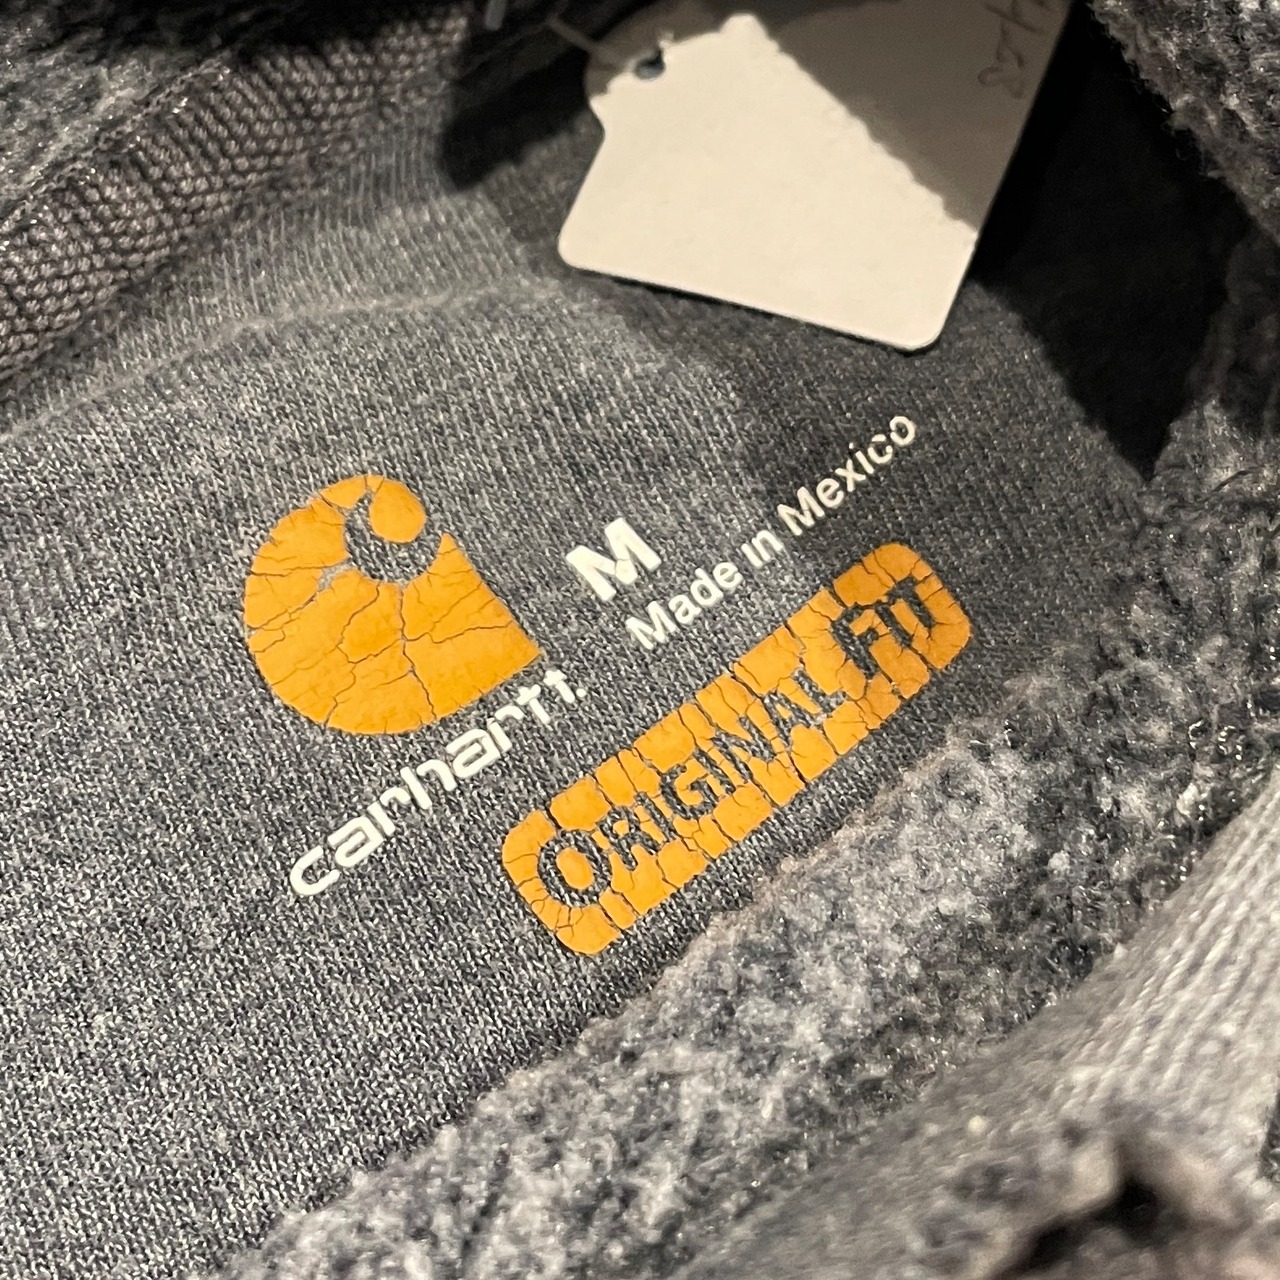 M
Made in Mexico
carhartt.
ORIGINAL FIT